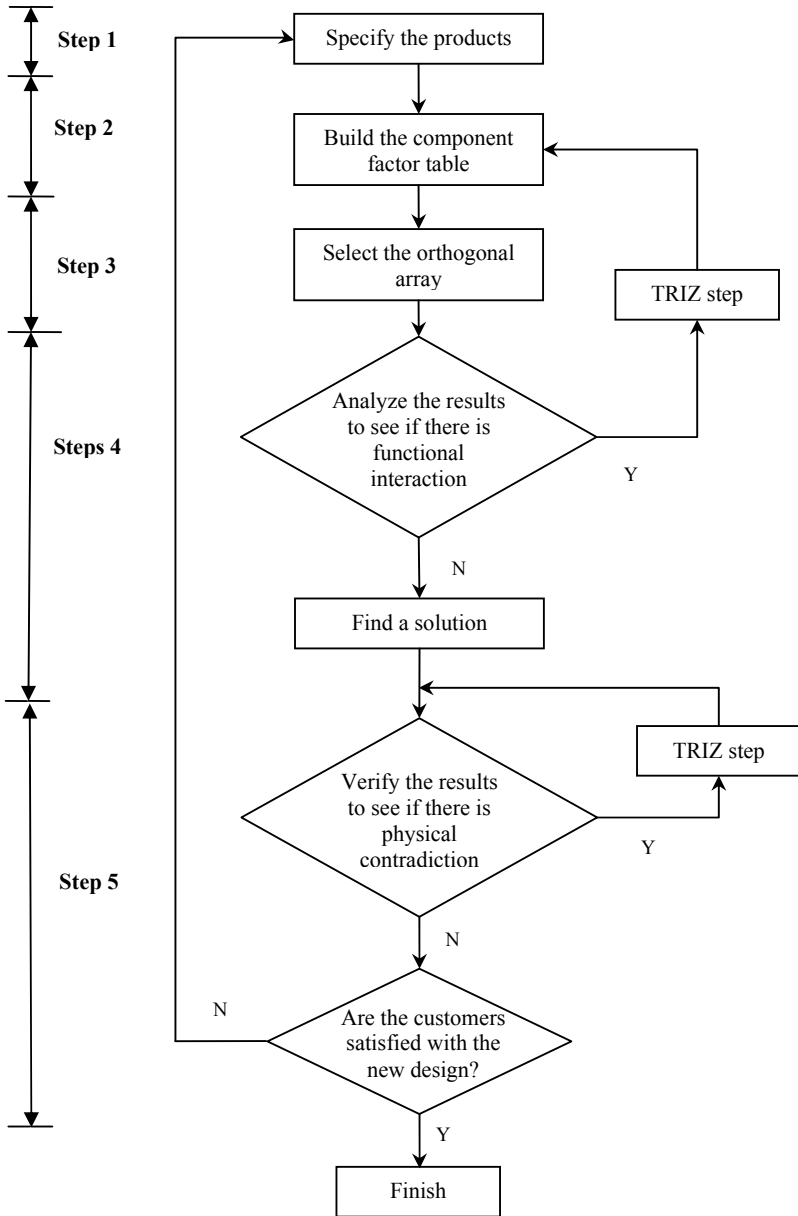 Step 1
Specify the products
Step 2
Build the component
factor table
Step 3
Select the orthogonal
array
TRIZ step
Steps 4
Analyze the results
to see if there is
functional
interaction
Y
N
Find a solution
TRIZ step
Step 5
Verify the results
to see if there is
physical
contradiction
Y
N
N
Are the customers
satisfied with the
new design?
Y
Finish